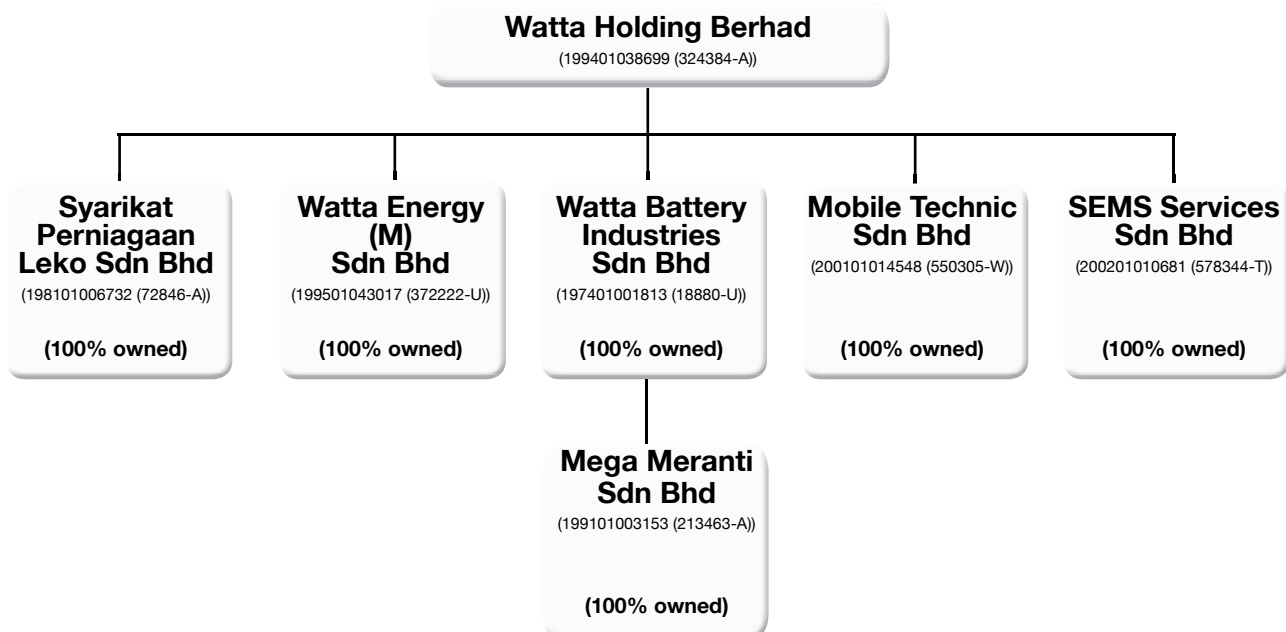 Watta Holding Berhad
(199401038699 (324384-A))
Syarikat
Perniagaan
Leko Sdn Bhd
(198101006732 (72846-A))
(100% owned)
Watta Energy
(M)
Sdn Bhd
(199501043017 (372222-U))
(100% owned)
Watta Battery
Industries
Sdn Bhd
(197401001813 (18880-U))
(100% owned)
Mobile Technic
Sdn Bhd
(200101014548 (550305-W))
(100% owned)
SEMS Services
Sdn Bhd
(200201010681 (578344-T))
(100% owned)
Mega Meranti
Sdn Bhd
(199101003153 (213463-A))
(100% owned)